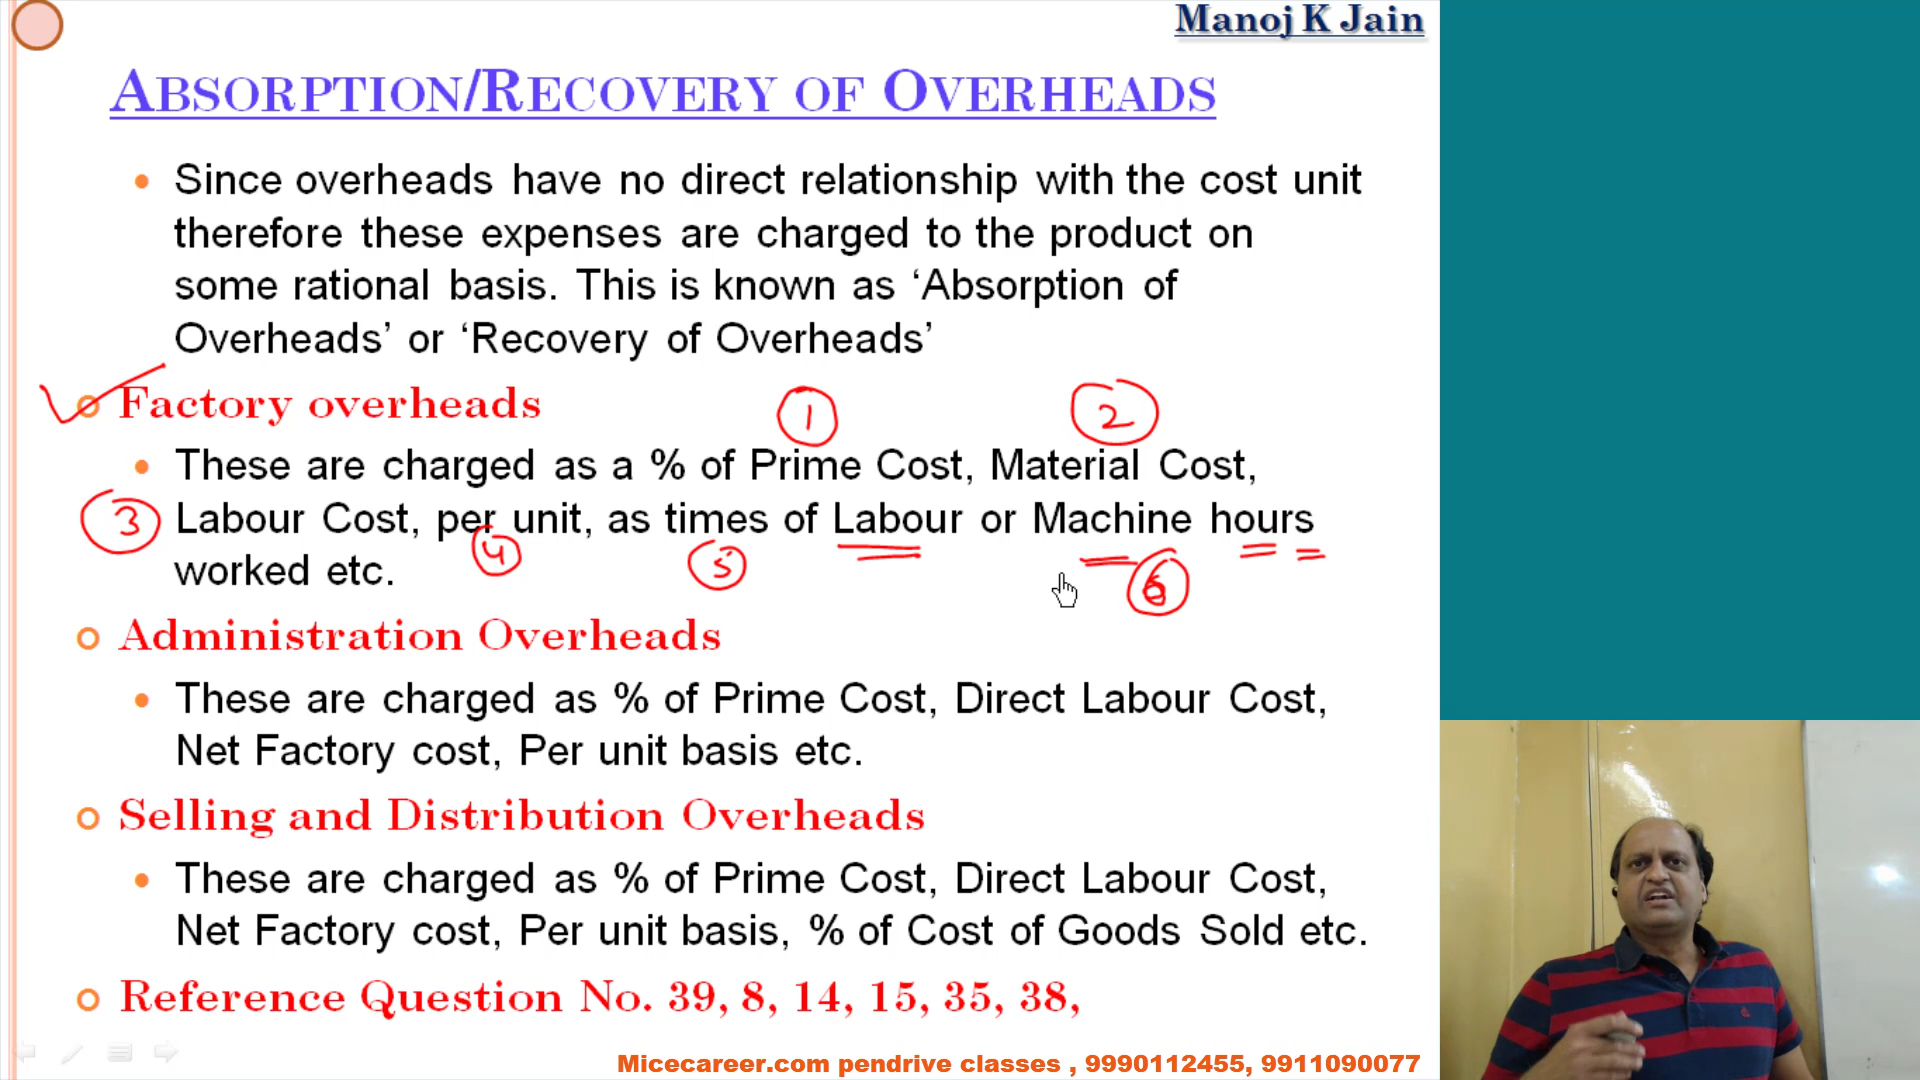 Manoj K Jain
ABSORPTION/RECOVERY OF OVERHEADS
Since overheads have no direct relationship with the cost unit
therefore these expenses are charged to the product on
some rational basis. This is known as ‘Absorption of
Overheads’ or ‘Recovery of Overheads’
Factory overheads
1 2
These are charged as a % of Prime Cost, Material Cost,
3 Labour Cost, per unit, as times of Labour or Machine hours
4 5 6
worked etc.
Administration Overheads
These are charged as % of Prime Cost, Direct Labour Cost,
Net Factory cost, Per unit basis etc.
Selling and Distribution Overheads
These are charged as % of Prime Cost, Direct Labour Cost,
Net Factory cost, Per unit basis, % of Cost of Goods Sold etc.
Reference Question No. 39, 8, 14, 15, 35, 38,
Micecareer.com pendrive classes , 9990112455, 9911090077